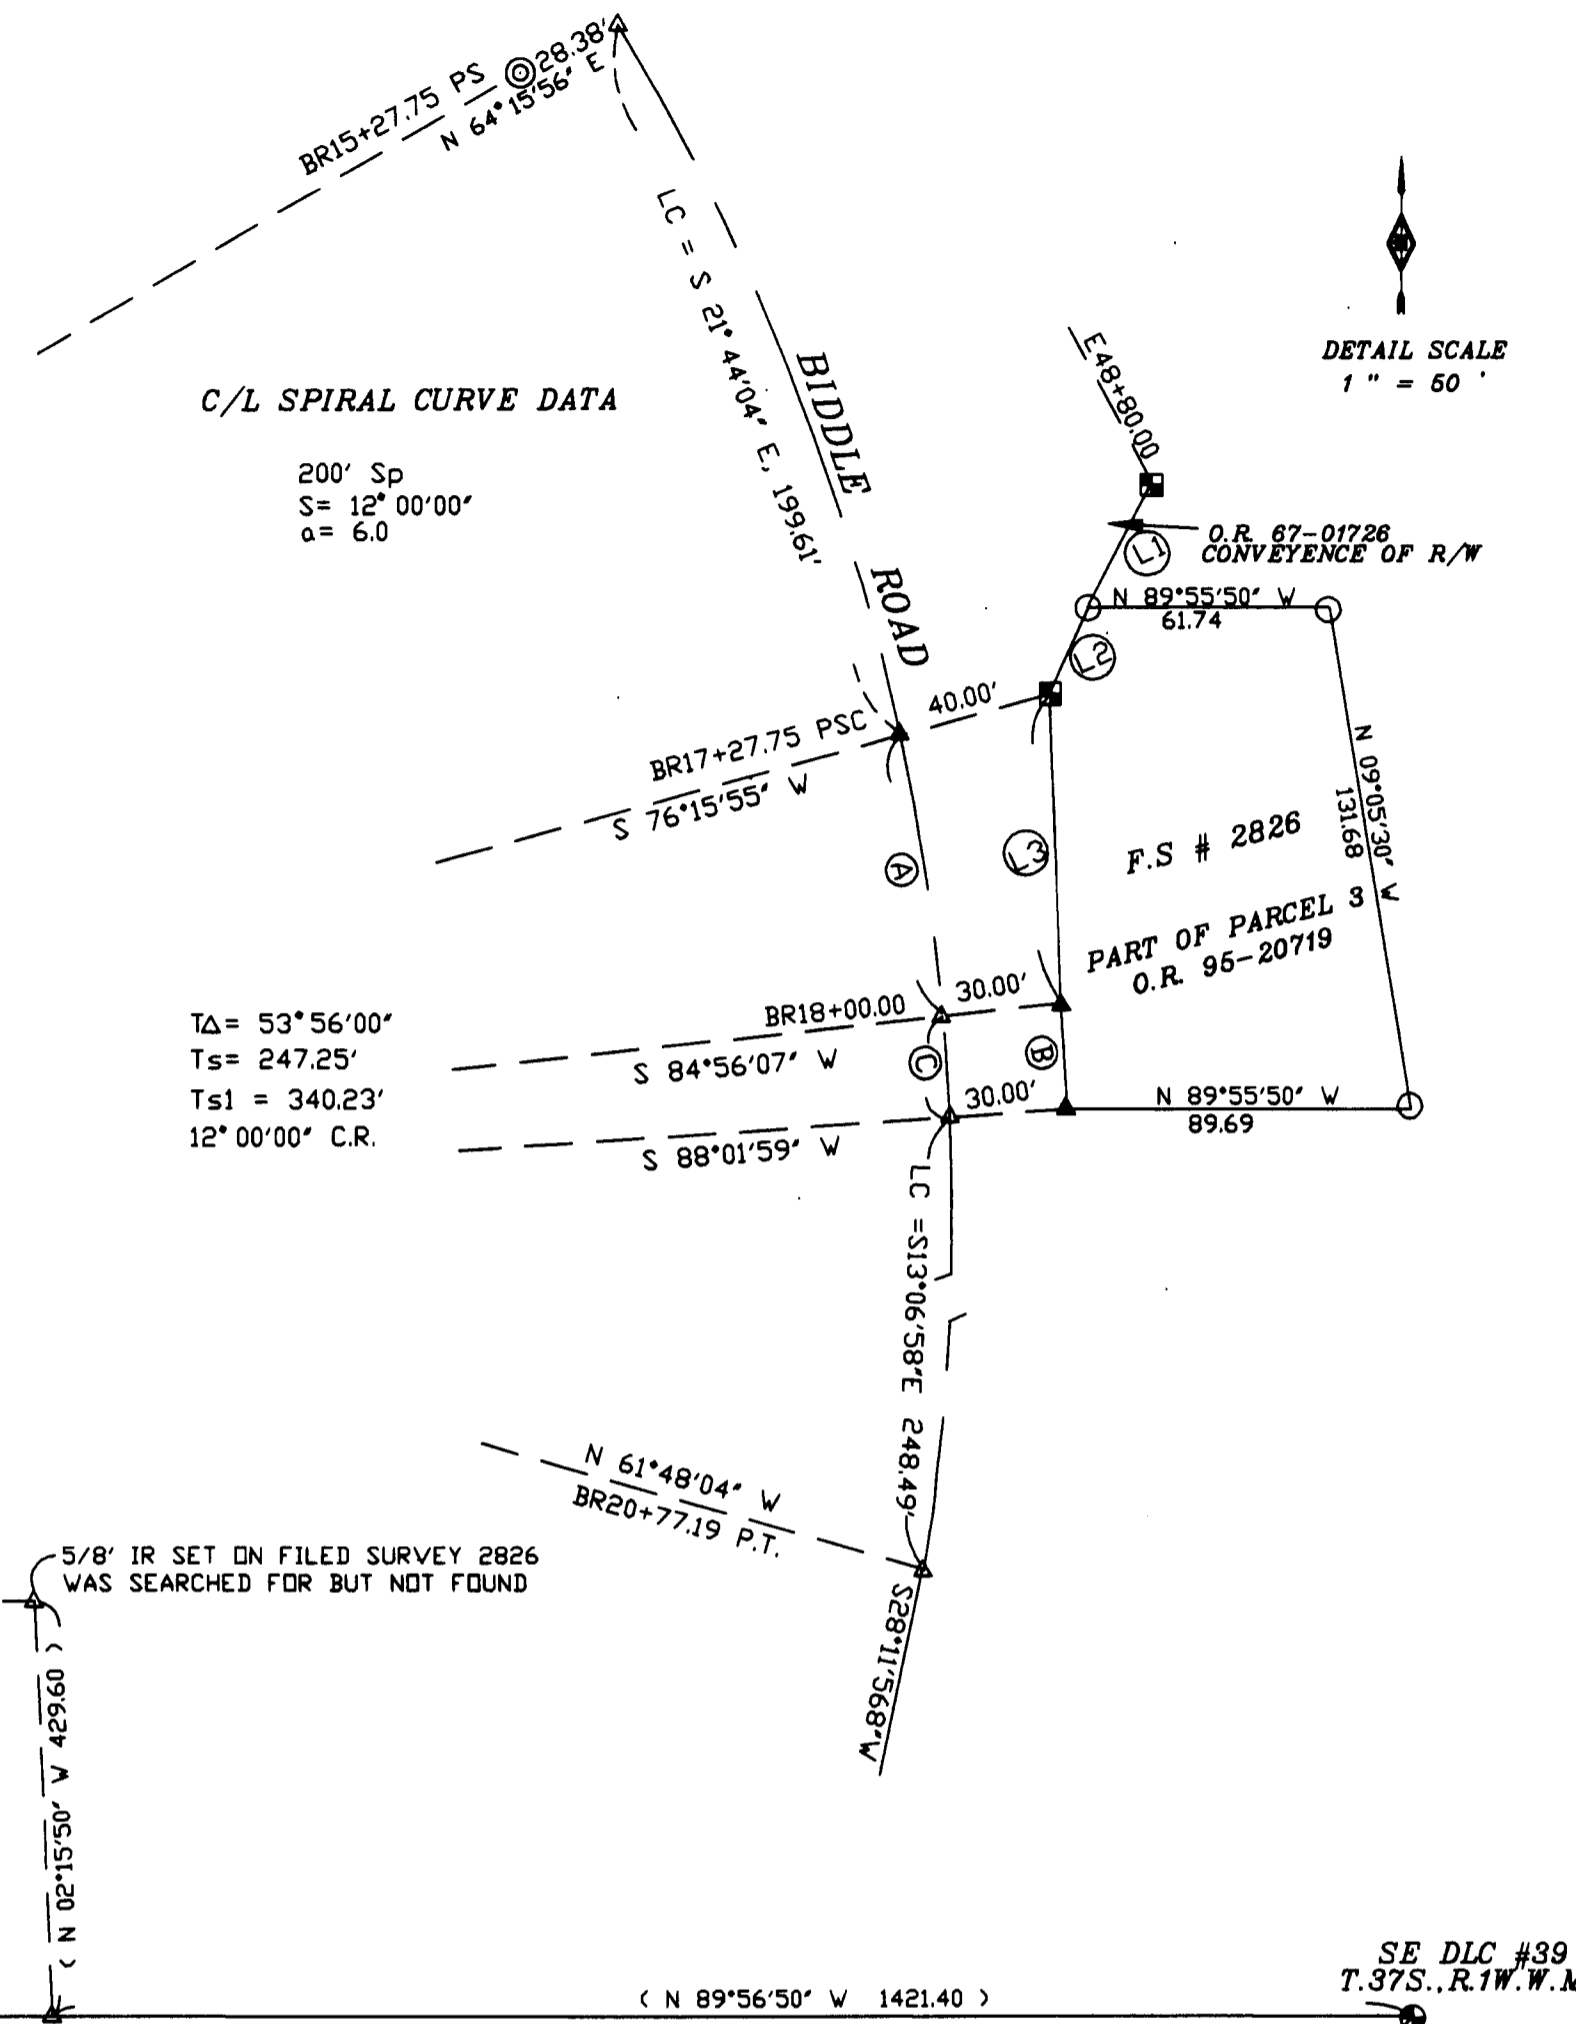 BR15+27.75 PS
28.38'
N 64°15'56" E
LC = S 21°44'04" E, 199.61'
BIDDLE ROAD
DETAIL SCALE
1 " = 50 '
E48+80.00
C/L SPIRAL CURVE DATA
200' Sp
S= 12°00'00"
a= 6.0
O.R. 67-01726
CONVEYENCE OF R/W
L1
N 89°55'50" W
61.74
L2
40.00'
BR17+27.75 PSC
S 76°15'55" W
N 09°05'30" W
131.68
A
L3
F.S # 2826
PART OF PARCEL 3
O.R. 95-20719
TΔ= 53°56'00"
Ts= 247.25'
Ts1 = 340.23'
12°00'00" C.R.
BR18+00.00
30.00'
S 84°56'07" W
C
B
30.00'
S 88°01'59" W
N 89°55'50" W
89.69
LC =S13°06'58"E 248.49'
N 61°48'04" W
BR20+77.19 P.T.
S28°11'568"W
5/8' IR SET ON FILED SURVEY 2826
WAS SEARCHED FOR BUT NOT FOUND
( N 02°15'50' W 429.60 )
( N 89°56'50" W 1421.40 )
SE DLC #39
T.37S.,R.1W.W.M